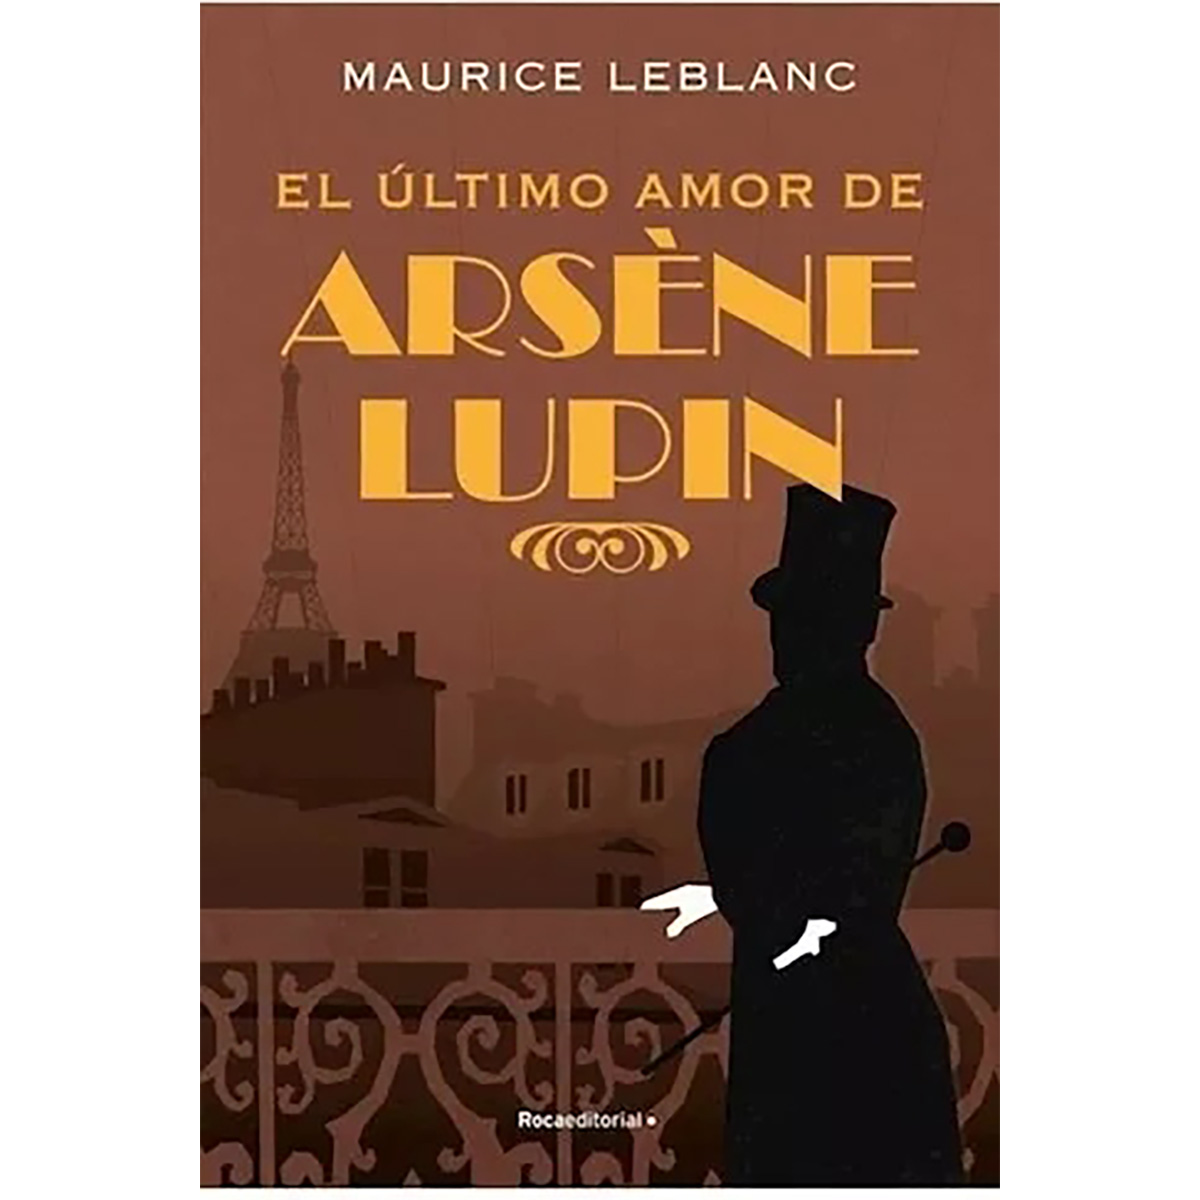 MAURICE LEBLANC
EL ÚLTIMO AMOR DE
ARSÈNE
LUPIN
Rocaeditorial